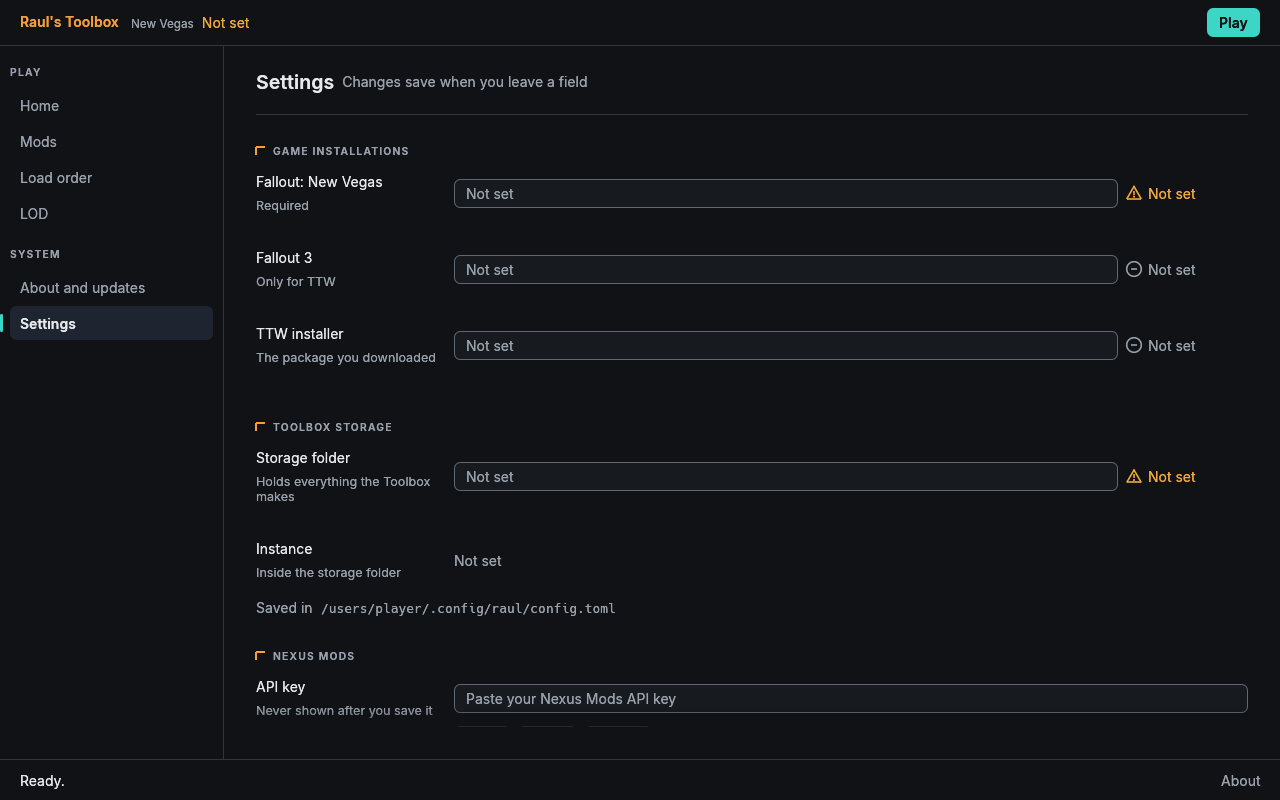 Raul's Toolbox New Vegas Not set
Play
PLAY
Home
Mods
Load order
LOD
SYSTEM
About and updates
Settings
Settings Changes save when you leave a field
GAME INSTALLATIONS
Fallout: New Vegas
Required
Not set
Not set
Fallout 3
Only for TTW
Not set
Not set
TTW installer
The package you downloaded
Not set
Not set
TOOLBOX STORAGE
Storage folder
Holds everything the Toolbox
makes
Not set
Not set
Instance
Inside the storage folder
Not set
Saved in /users/player/.config/raul/config.toml
NEXUS MODS
API key
Never shown after you save it
Paste your Nexus Mods API key
Ready.
About